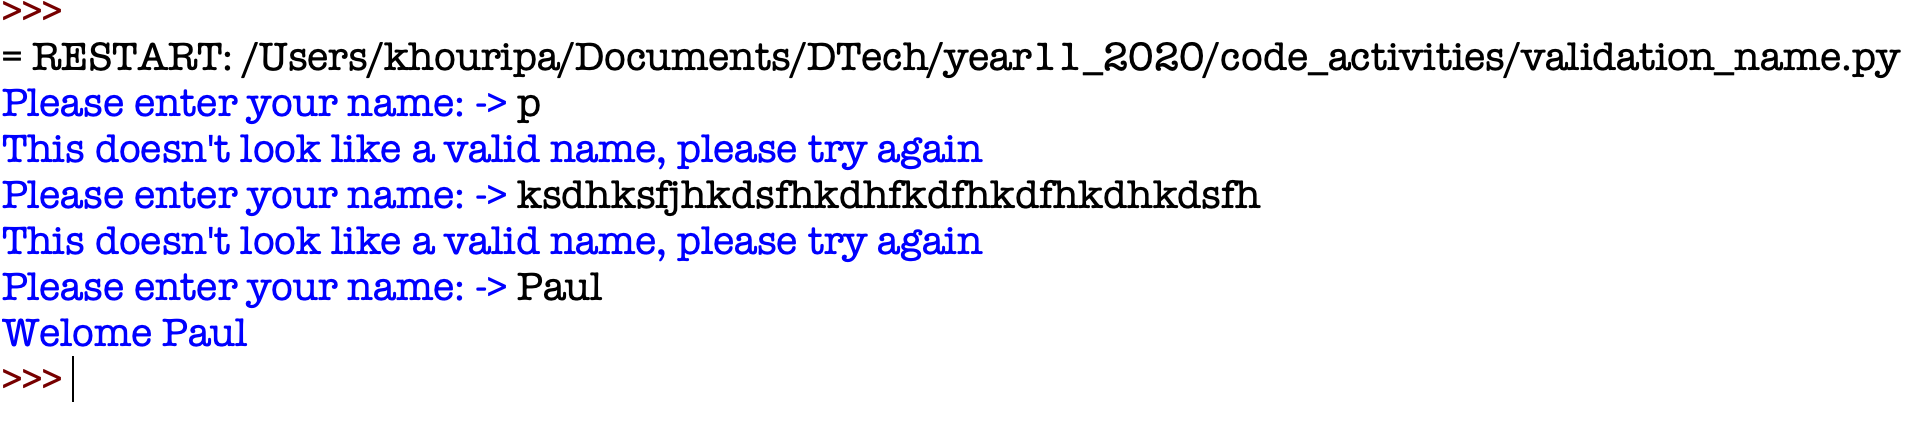 >>>
= RESTART: /Users/khouripa/Documents/DTech/year11_2020/code_activities/validation_name.py
Please enter your name: -> p
This doesn't look like a valid name, please try again
Please enter your name: -> ksdhksfjhkdsfhkdhfkdfhkdfhkdhkdsfh
This doesn't look like a valid name, please try again
Please enter your name: -> Paul
Welome Paul
>>>